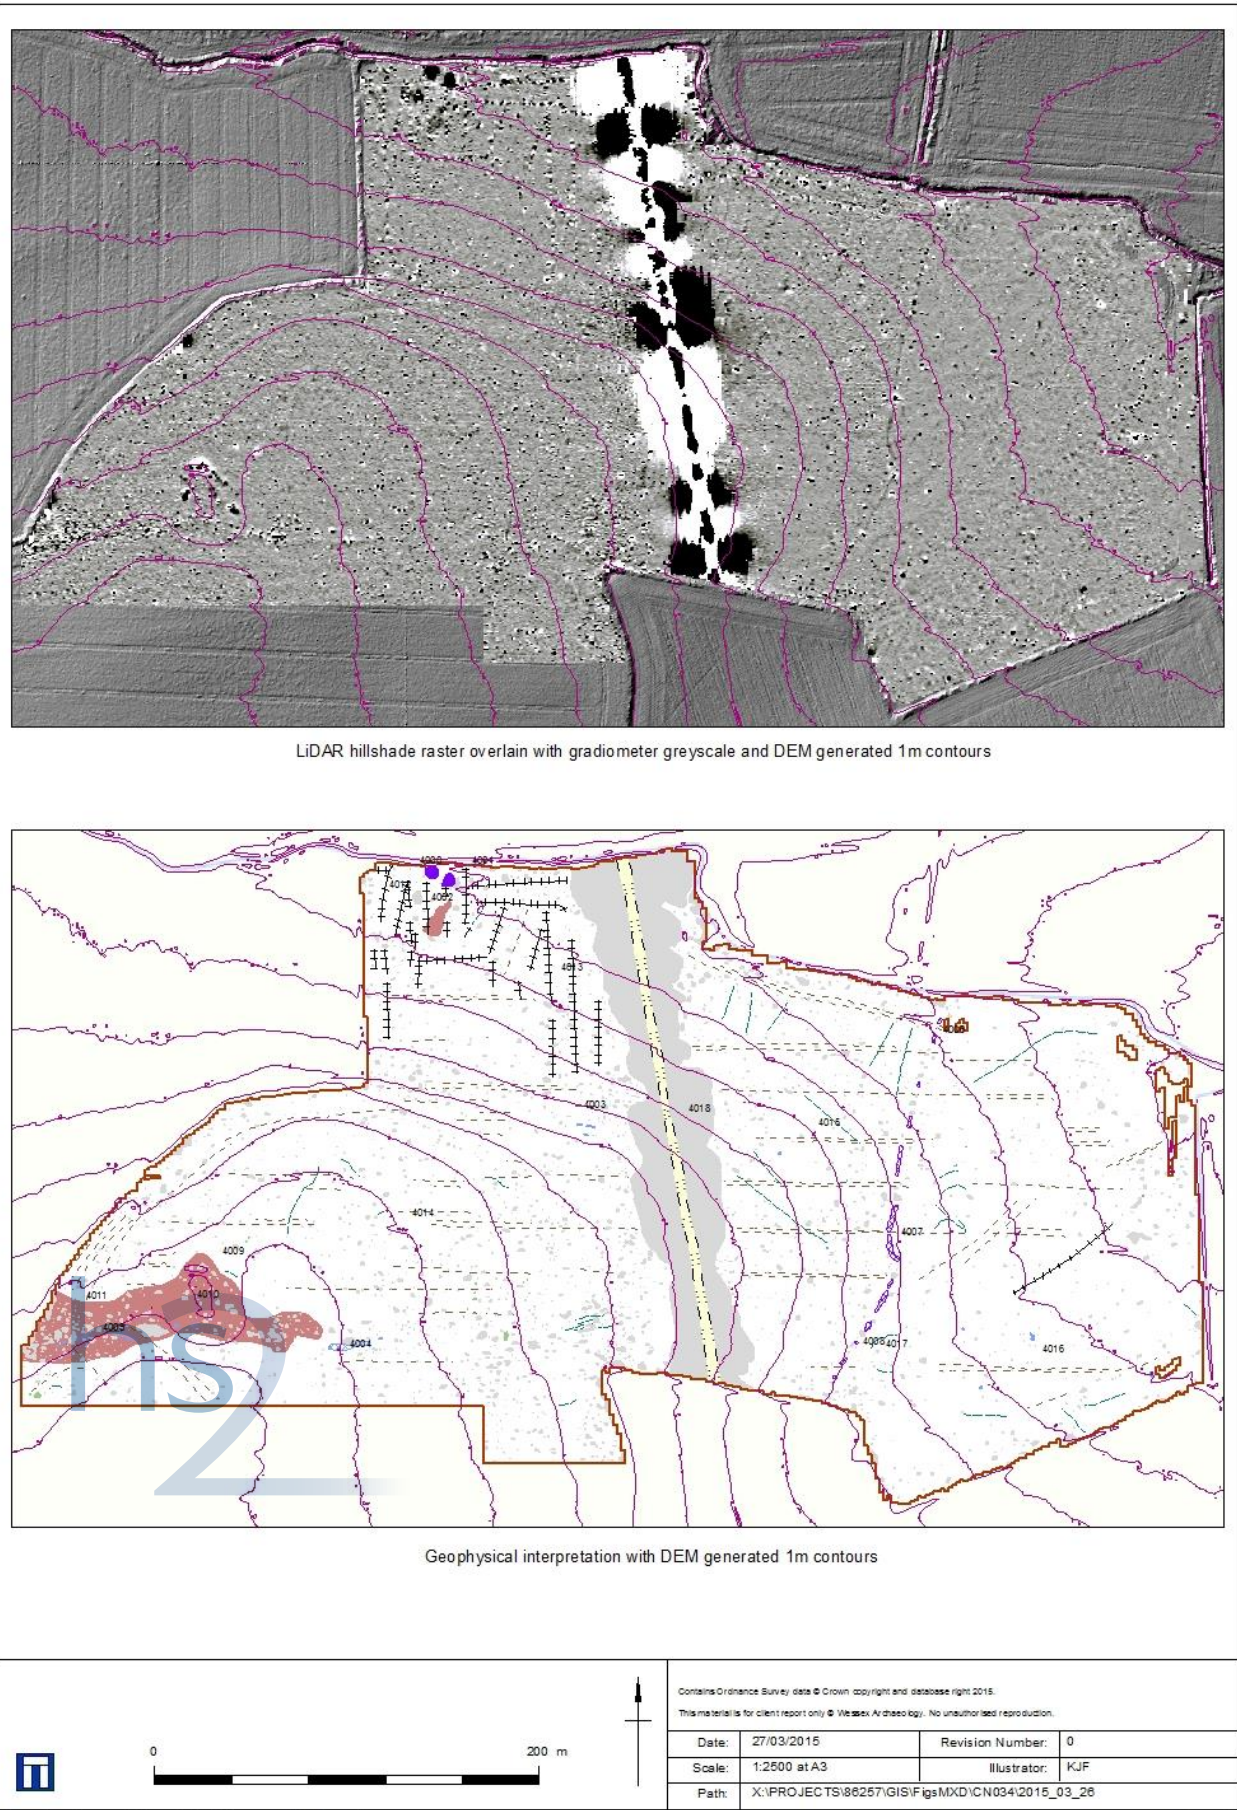 LiDAR hillshade raster overlain with gradiometer greyscale and DEM generated 1m contours
4012
4002
4013
4006
4003
4018
4016
4014
4007
4009
4011
4010
4004
4017
4016
hs2
Geophysical interpretation with DEM generated 1m contours
0 200 m
Contains Ordnance Survey data © Crown copyright and database right 2015.
This material is for client report only © Wessex Archaeology. No unauthorised reproduction.
Date: 27/03/2015 Revision Number: 0
Scale: 1:2500 at A3 Illustrator: KJF
Path: X:\PROJECTS\86257\GIS\FigsMXD\CN034\2015_03_26